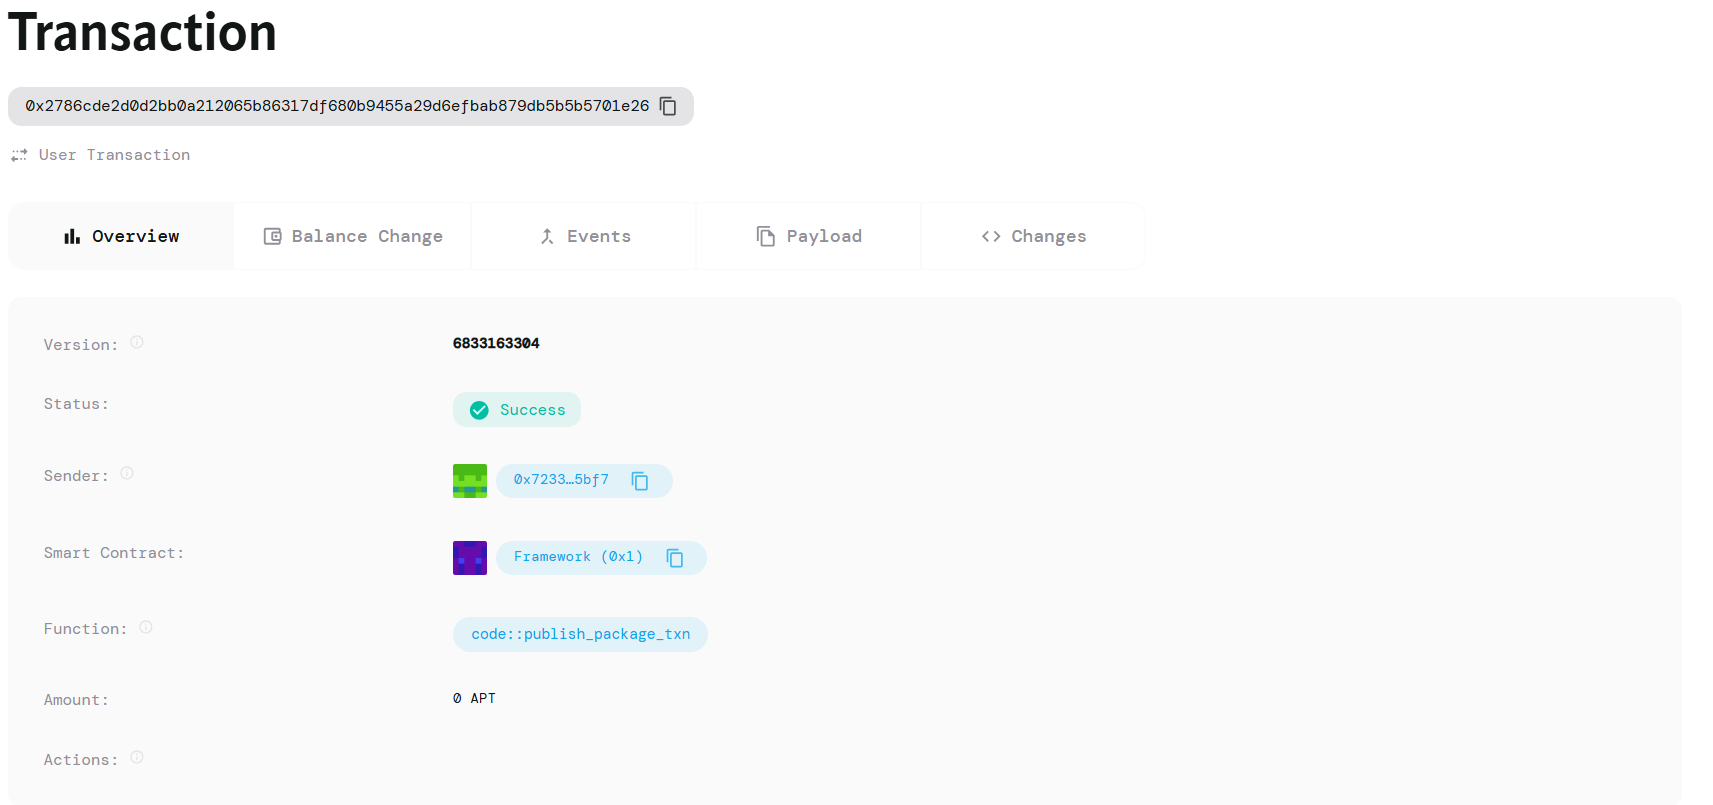 Transaction
0x2786cde2d0d2bb0a212065b86317df680b9455a29d6efbab879db5b5b5701e26
User Transaction
Overview Balance Change Events Payload Changes
Version: 6833163304
Status: Success
Sender: 0x7233…5bf7
Smart Contract: Framework (0x1)
Function: code::publish_package_txn
Amount: 0 APT
Actions: